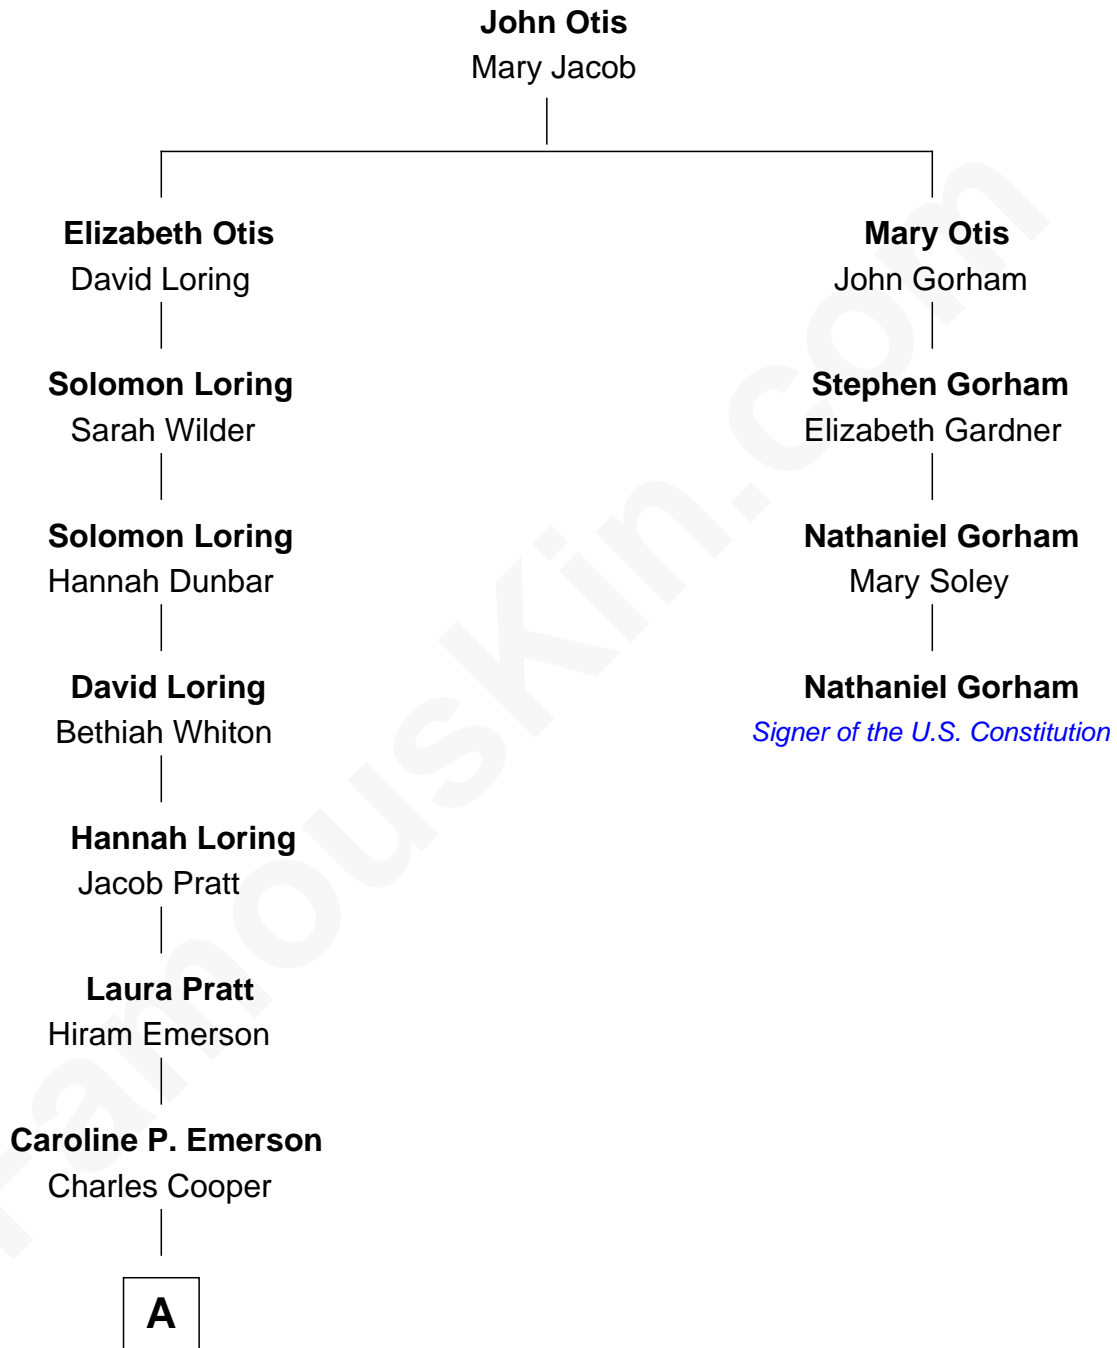 John Otis
Mary Jacob
Elizabeth Otis
David Loring
Mary Otis
John Gorham
Solomon Loring
Sarah Wilder
Stephen Gorham
Elizabeth Gardner
Solomon Loring
Hannah Dunbar
Nathaniel Gorham
Mary Soley
David Loring
Bethiah Whiton
Nathaniel Gorham
Signer of the U.S. Constitution
Hannah Loring
Jacob Pratt
Laura Pratt
Hiram Emerson
Caroline P. Emerson
Charles Cooper
A
FamousKin.com